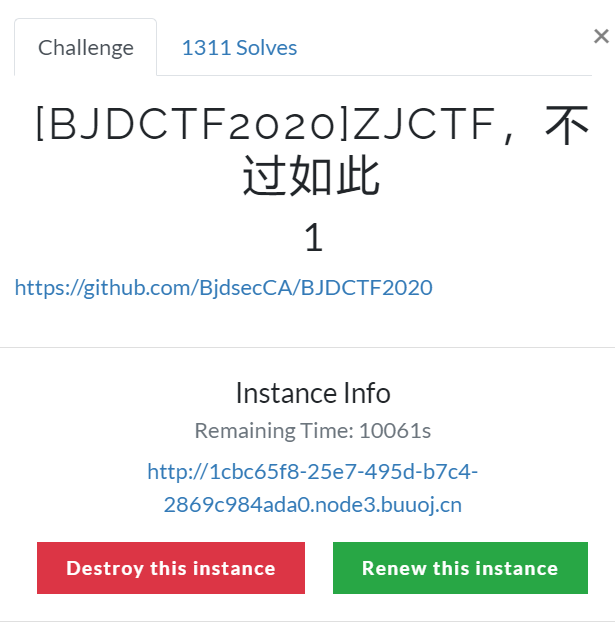 Challenge
1311 Solves
×
[BJDCTF2020]ZJCTF，不
过如此
1
https://github.com/BjdsecCA/BJDCTF2020
Instance Info
Remaining Time: 10061s
http://1cbc65f8-25e7-495d-b7c4-
2869c984ada0.node3.buuoj.cn
Destroy this instance
Renew this instance